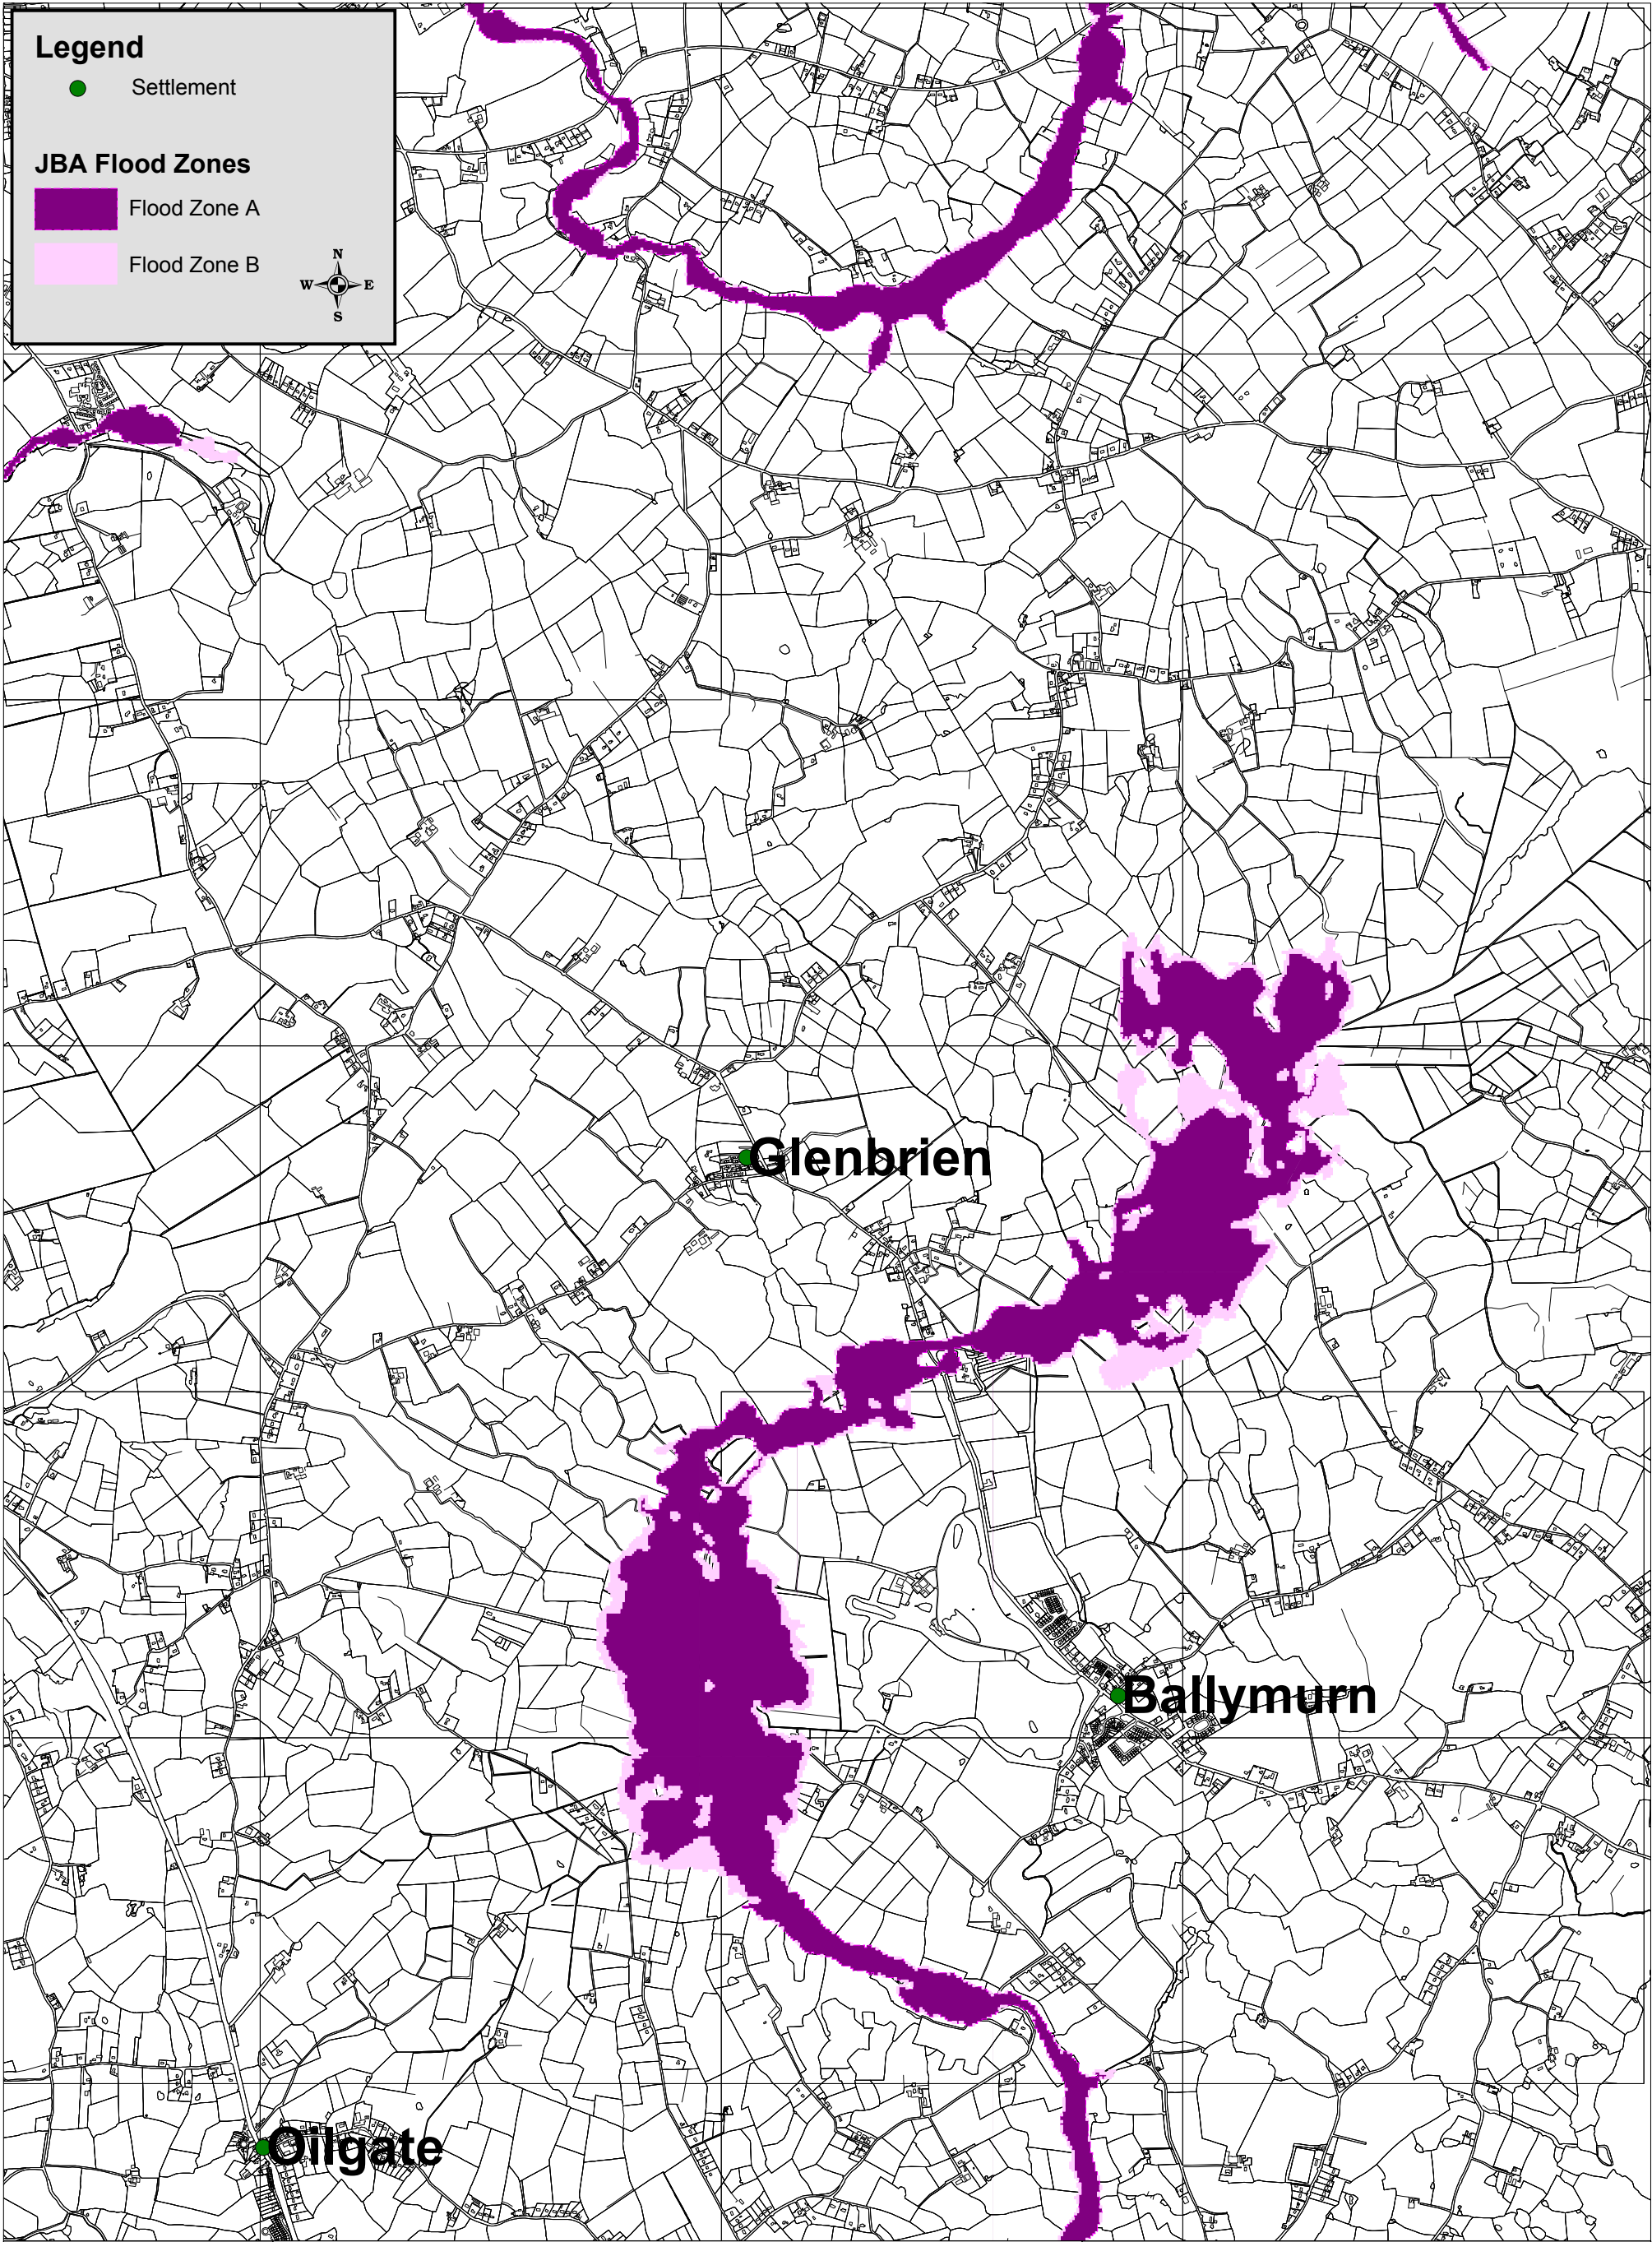 Legend
Settlement
JBA Flood Zones
Flood Zone A
Flood Zone B
N
W E
S
Glenbrien
Ballymurn
Oilgate